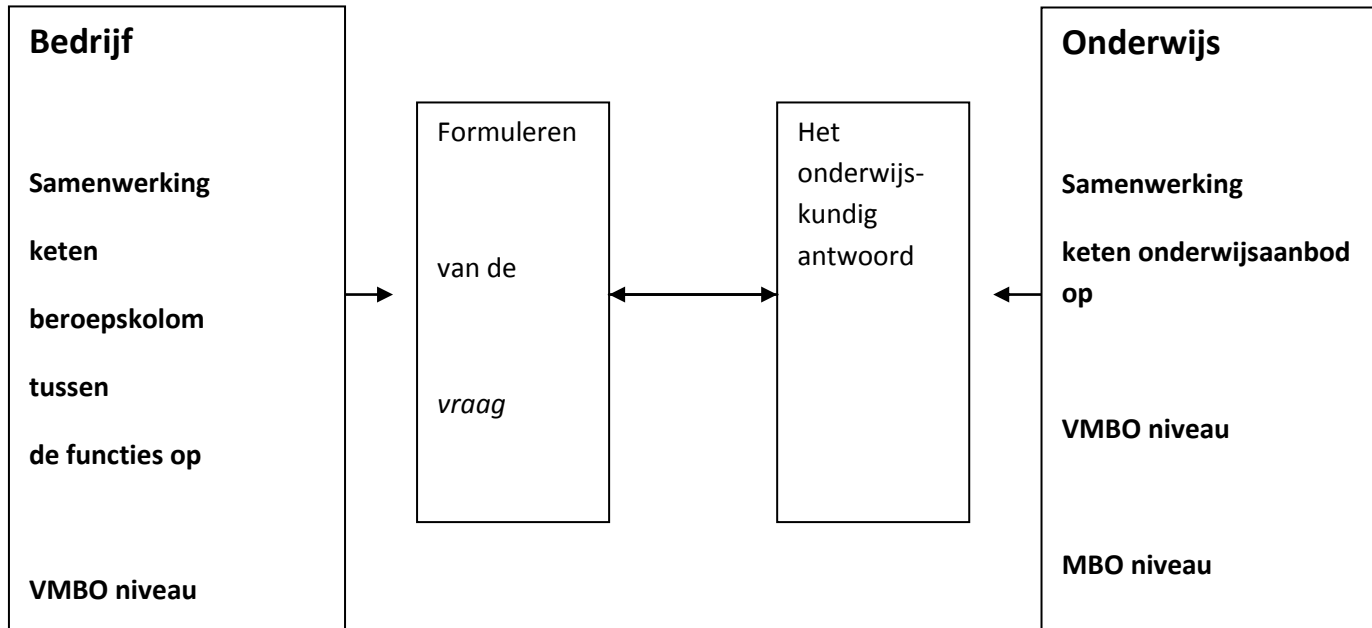 Bedrijf
Samenwerking
keten
beroepskolom
tussen
de functies op
VMBO niveau
Formuleren
van de
vraag
Het
onderwijs-
kundig
antwoord
Onderwijs
Samenwerking
keten onderwijsaanbod
op
VMBO niveau
MBO niveau